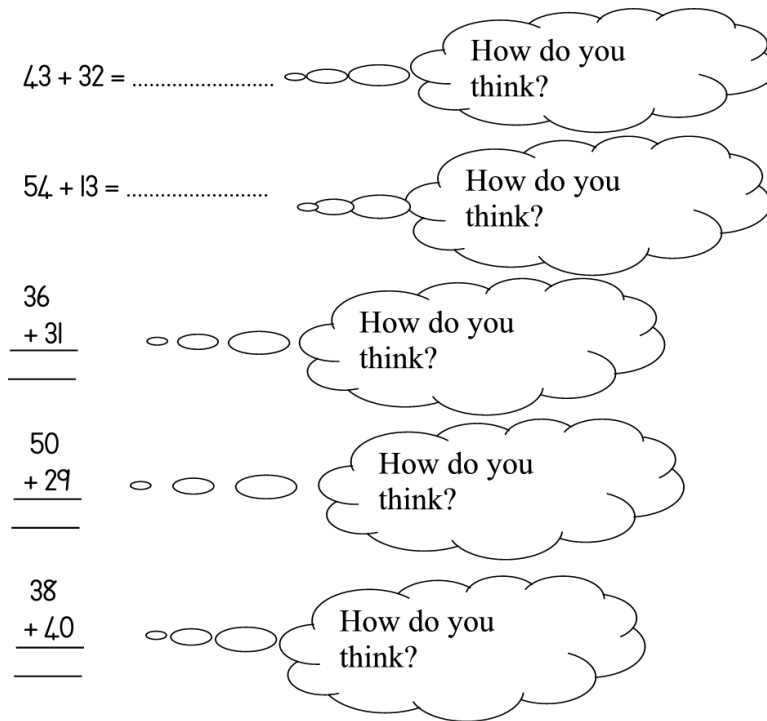 43 + 32 = ........................
How do you
think?
54 + 13 = ........................
How do you
think?
36
+ 31
How do you
think?
50
+ 29
How do you
think?
38
+ 40
How do you
think?